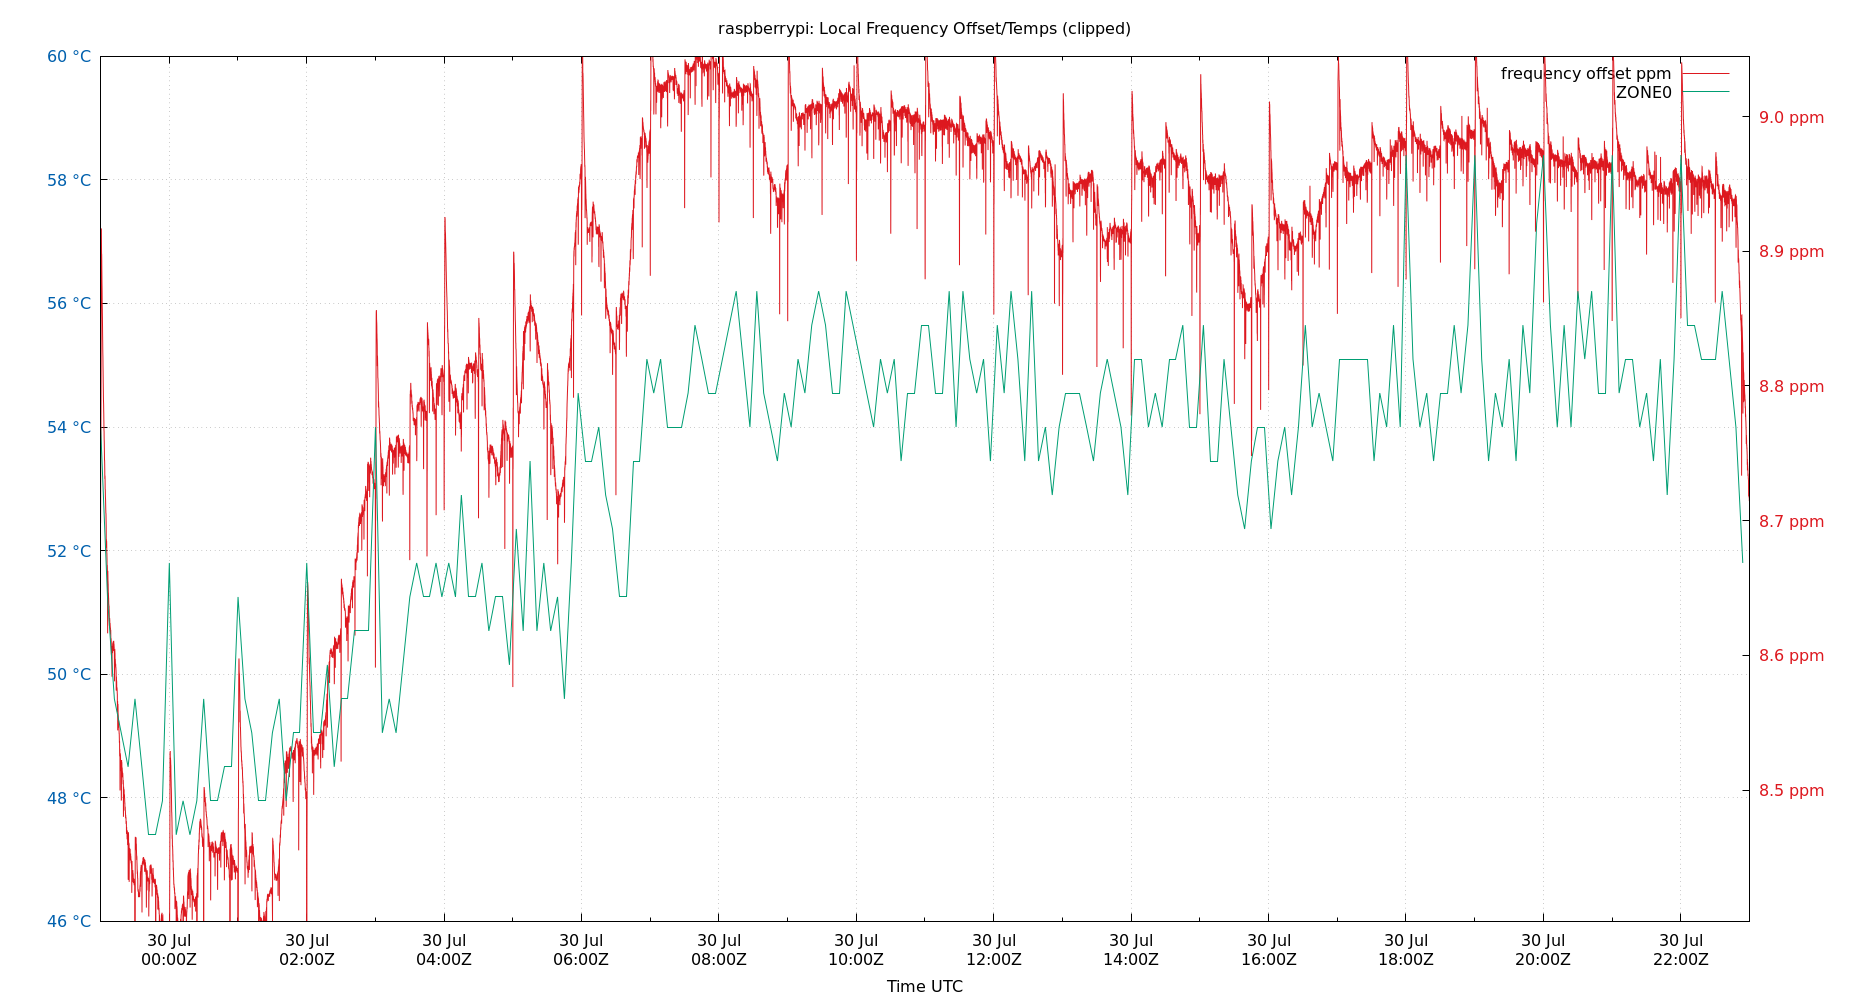 raspberrypi: Local Frequency Offset/Temps (clipped)
frequency offset ppm
ZONE0
60 °C
58 °C
56 °C
54 °C
52 °C
50 °C
48 °C
46 °C
9.0 ppm
8.9 ppm
8.8 ppm
8.7 ppm
8.6 ppm
8.5 ppm
30 Jul 30 Jul 30 Jul 30 Jul 30 Jul 30 Jul 30 Jul 30 Jul 30 Jul 30 Jul 30 Jul 30 Jul
00:00Z 02:00Z 04:00Z 06:00Z 08:00Z 10:00Z 12:00Z 14:00Z 16:00Z 18:00Z 20:00Z 22:00Z
Time UTC